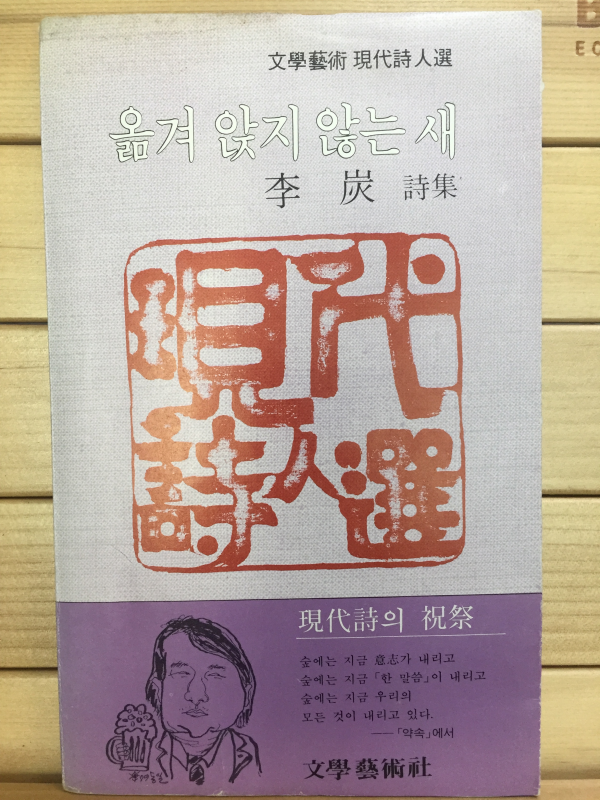 文學藝術 現代詩人選
옮겨 앉지 않는 새
李 炭 詩集
現代
詩人選
現代詩의 祝祭
숲에는 지금 意志가 내리고
숲에는 지금 「한 말씀」이 내리고
숲에는 지금 우리의
모든 것이 내리고 있다.
——「약속」에서
文學藝術社